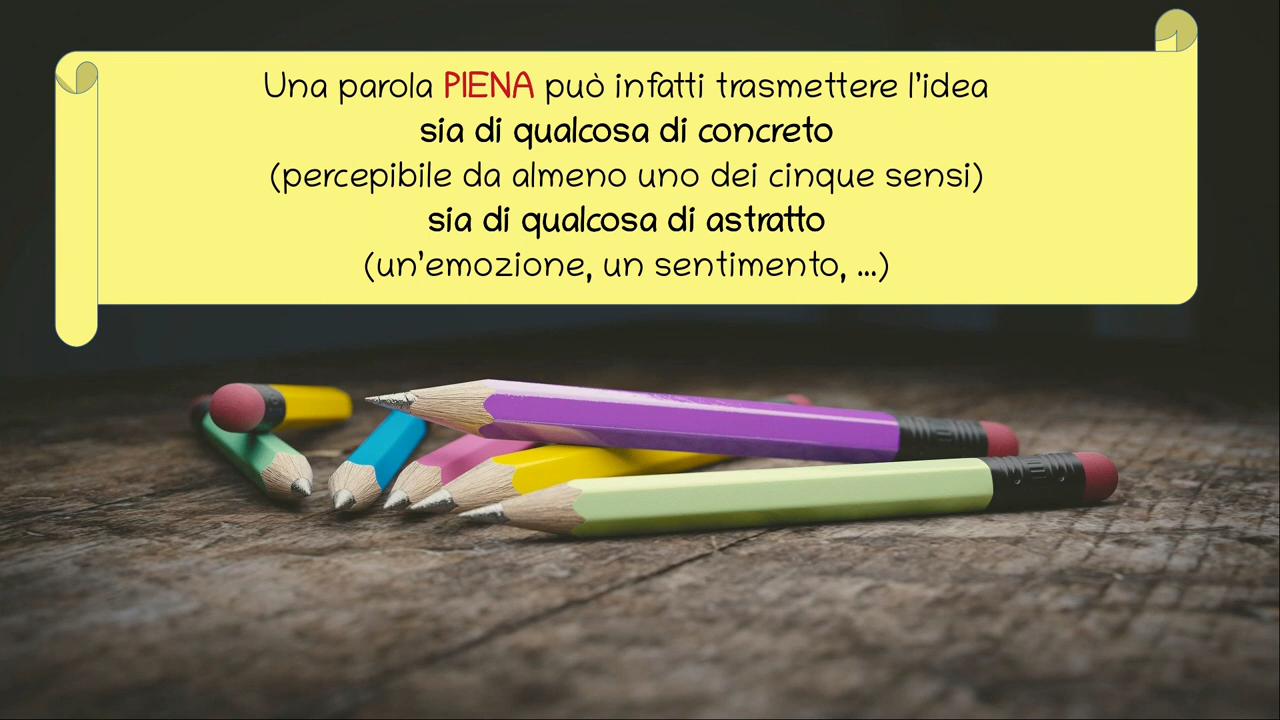 Una parola PIENA può infatti trasmettere l'idea
sia di qualcosa di concreto
(percepibile da almeno uno dei cinque sensi)
sia di qualcosa di astratto
(un'emozione, un sentimento, ...)